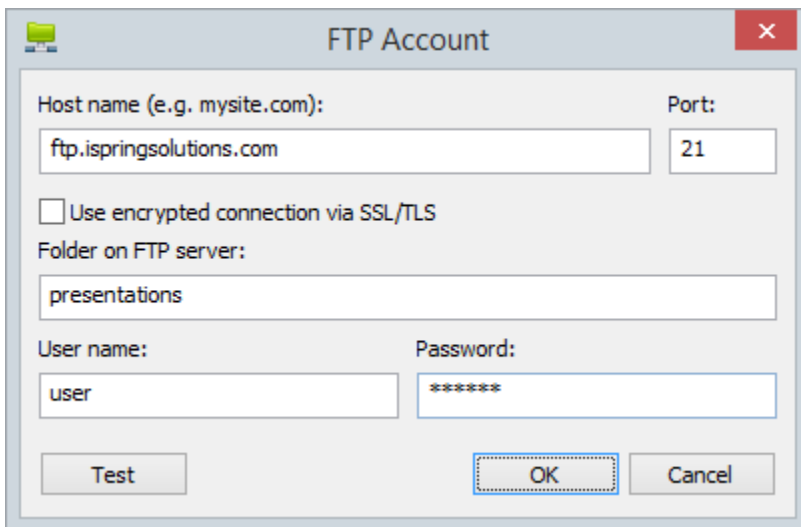 FTP Account
Host name (e.g. mysite.com): Port:
ftp.ispringsolutions.com 21
Use encrypted connection via SSL/TLS
Folder on FTP server:
presentations
User name: Password:
user ******
Test OK Cancel